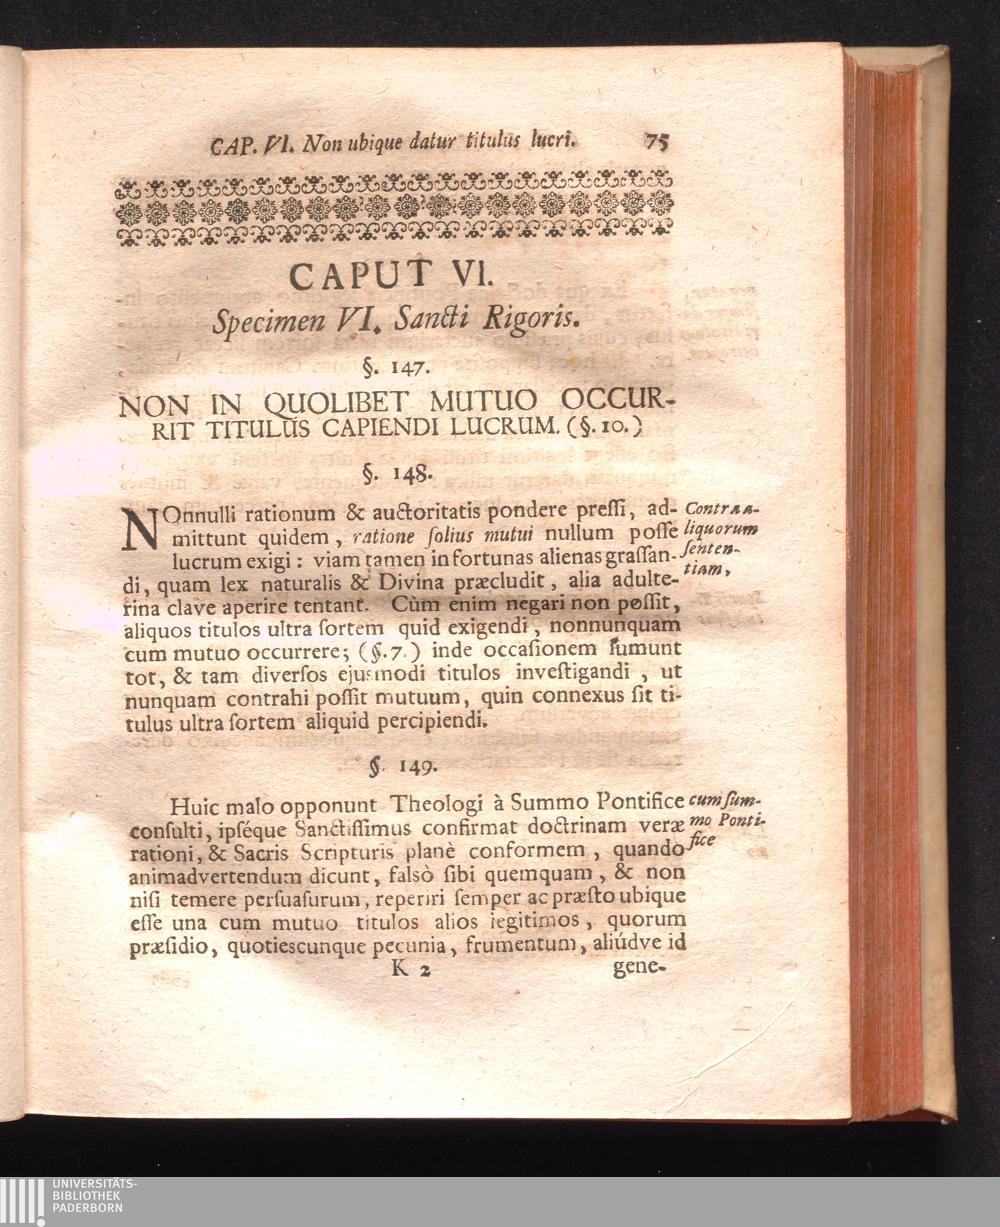 CAP. VI. Non ubique datur titulus lucri. 75
CAPUT VI.
Specimen VI. Sancti Rigoris.
§. 147.
NON IN QUOLIBET MUTUO OCCUR-
RIT TITULUS CAPIENDI LUCRUM. (§. 10.)
§. 148.
NOnnulli rationum & auctoritatis pondere pressi, ad-
mittunt quidem, ratione solius mutui nullum posse
lucrum exigi: viam tamen in fortunas alienas grassan-
di, quam lex naturalis & Divina præcludit, alia adulte-
rina clave aperire tentant. Cùm enim negari non possit,
aliquos titulos ultra sortem quid exigendi, nonnunquam
cum mutuo occurrere; (§. 7.) inde occasionem sumunt
tot, & tam diversos ejusmodi titulos investigandi, ut
nunquam contrahi possit mutuum, quin connexus sit ti-
tulus ultra sortem aliquid percipiendi.
Contra a-
liquorum
senten-
tiam,
§. 149.
Huic malo opponunt Theologi à Summo Pontifice
consulti, ipséque Sanctissimus confirmat doctrinam veræ
rationi, & Sacris Scripturis planè conformem, quando
animadvertendum dicunt, falsò sibi quemquam, & non
nisi temere persuasurum, reperiri semper ac præsto ubique
esse una cum mutuo titulos alios legitimos, quorum
præsidio, quotiescunque pecunia, frumentum, aliúdve id
cum sum-
mo Ponti-
fice
K 2 gene-
UNIVERSITÄTS-
BIBLIOTHEK
PADERBORN